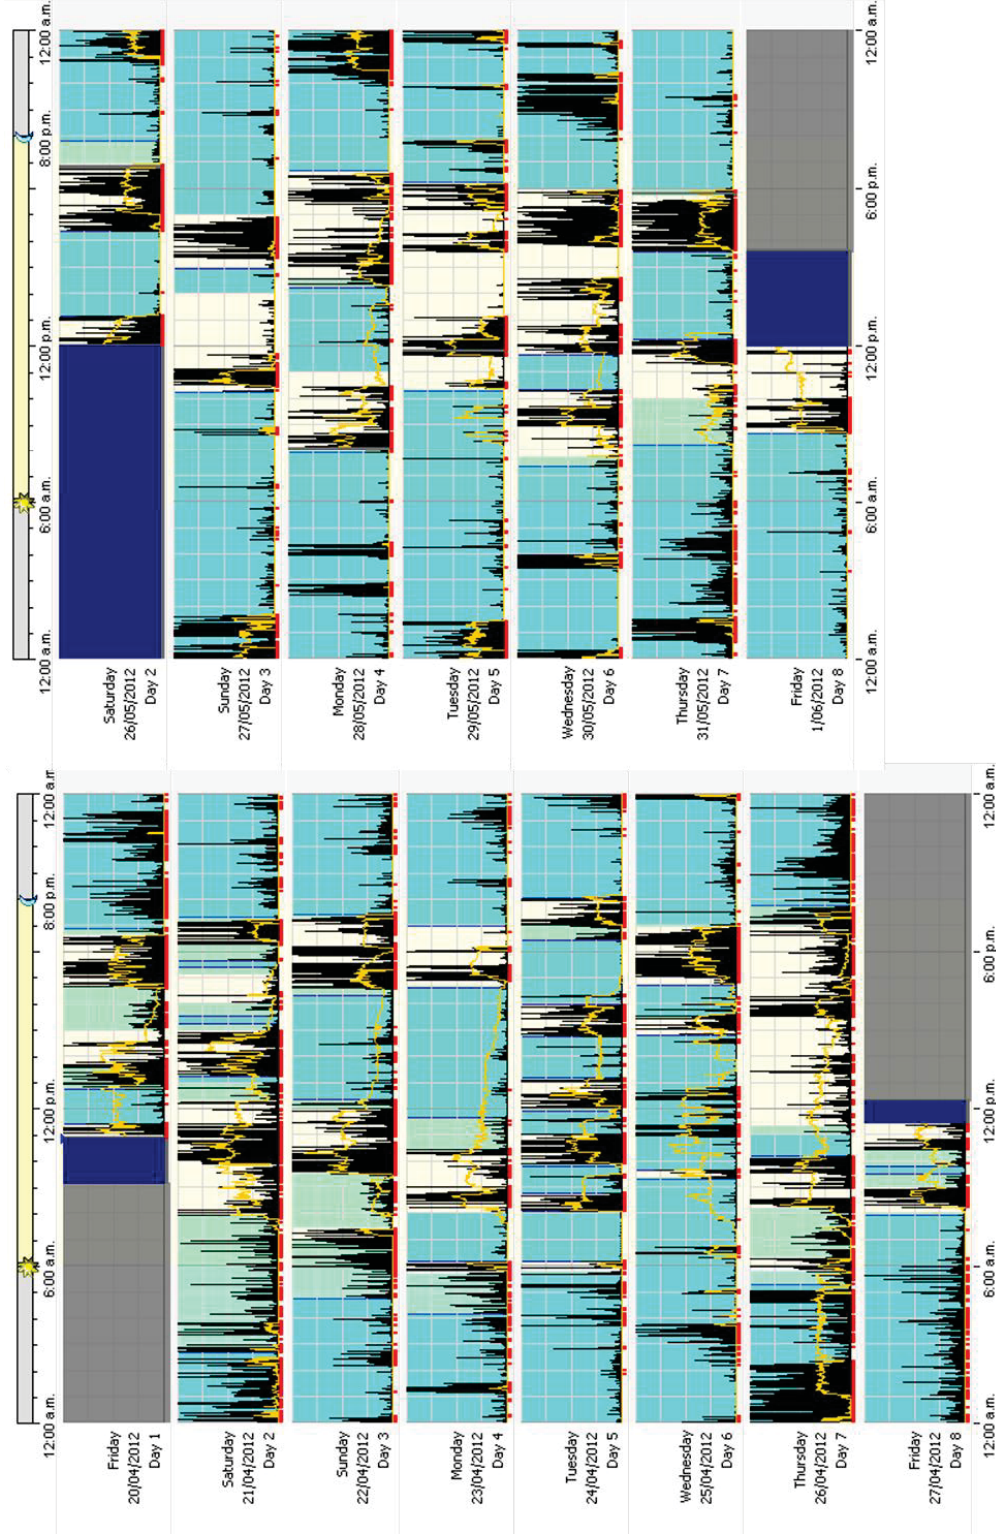 12:00 a.m. 6:00 a.m. 12:00 p.m. 8:00 p.m. 12:00 a.m.
Friday
20/04/2012
Day 1
Saturday
21/04/2012
Day 2
Sunday
22/04/2012
Day 3
Monday
23/04/2012
Day 4
Tuesday
24/04/2012
Day 5
Wednesday
25/04/2012
Day 6
Thursday
26/04/2012
Day 7
Friday
27/04/2012
Day 8
12:00 a.m. 6:00 a.m. 12:00 p.m. 6:00 p.m. 12:00 a.m.
12:00 a.m. 6:00 a.m. 12:00 p.m. 8:00 p.m. 12:00 a.m.
Saturday
26/05/2012
Day 2
Sunday
27/05/2012
Day 3
Monday
28/05/2012
Day 4
Tuesday
29/05/2012
Day 5
Wednesday
30/05/2012
Day 6
Thursday
31/05/2012
Day 7
Friday
1/06/2012
Day 8
12:00 a.m. 6:00 a.m. 12:00 p.m. 6:00 p.m. 12:00 a.m.